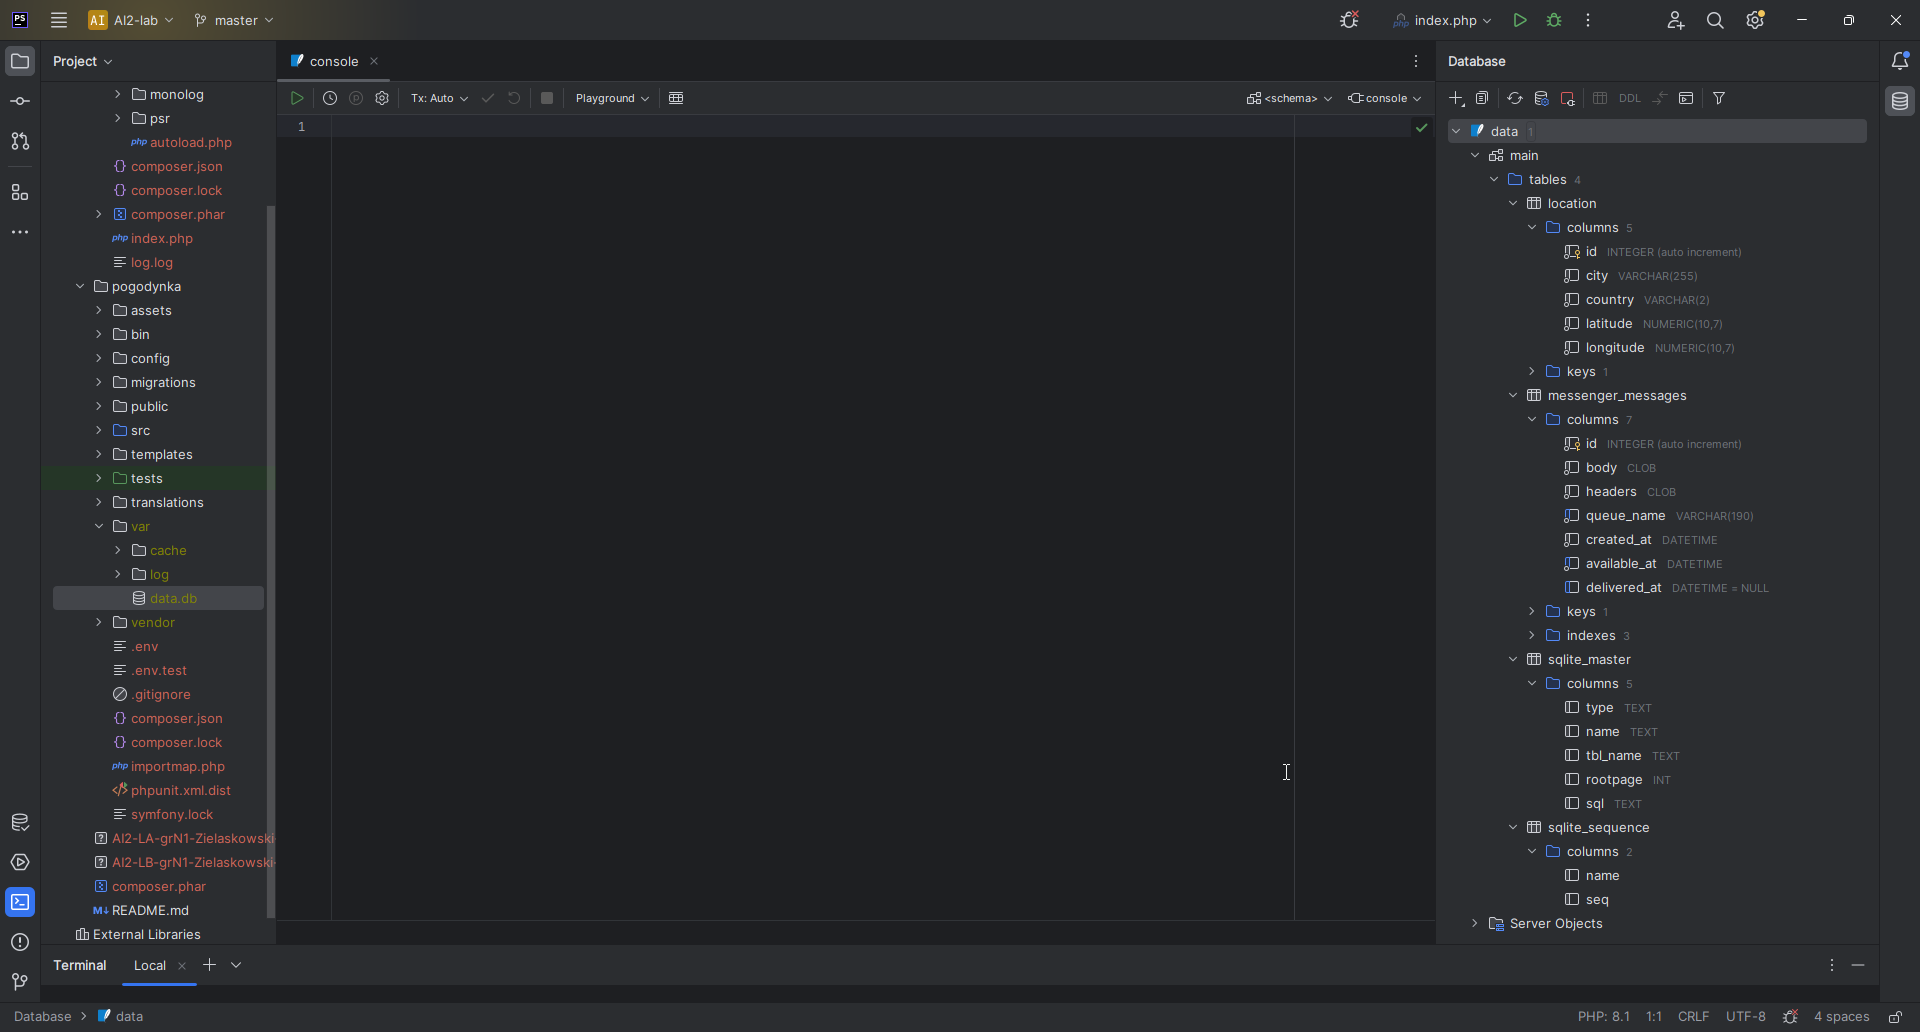 PS AI AI2-lab master index.php
Project
console
Database
monolog
psr
php autoload.php
{} composer.json
{} composer.lock
composer.phar
php index.php
log.log
pogodynka
assets
bin
config
migrations
public
src
templates
tests
translations
var
cache
log
data.db
vendor
.env
.env.test
.gitignore
{} composer.json
{} composer.lock
php importmap.php
phpunit.xml.dist
symfony.lock
AI2-LA-grN1-Zielaskowski-
AI2-LB-grN1-Zielaskowski-
composer.phar
M↓ README.md
External Libraries
Tx: Auto Playground <schema> console
1
DDL
data 1
main
tables 4
location
columns 5
id INTEGER (auto increment)
city VARCHAR(255)
country VARCHAR(2)
latitude NUMERIC(10,7)
longitude NUMERIC(10,7)
keys 1
messenger_messages
columns 7
id INTEGER (auto increment)
body CLOB
headers CLOB
queue_name VARCHAR(190)
created_at DATETIME
available_at DATETIME
delivered_at DATETIME = NULL
keys 1
indexes 3
sqlite_master
columns 5
type TEXT
name TEXT
tbl_name TEXT
rootpage INT
sql TEXT
sqlite_sequence
columns 2
name
seq
Server Objects
Terminal Local
Database > data
PHP: 8.1 1:1 CRLF UTF-8 4 spaces